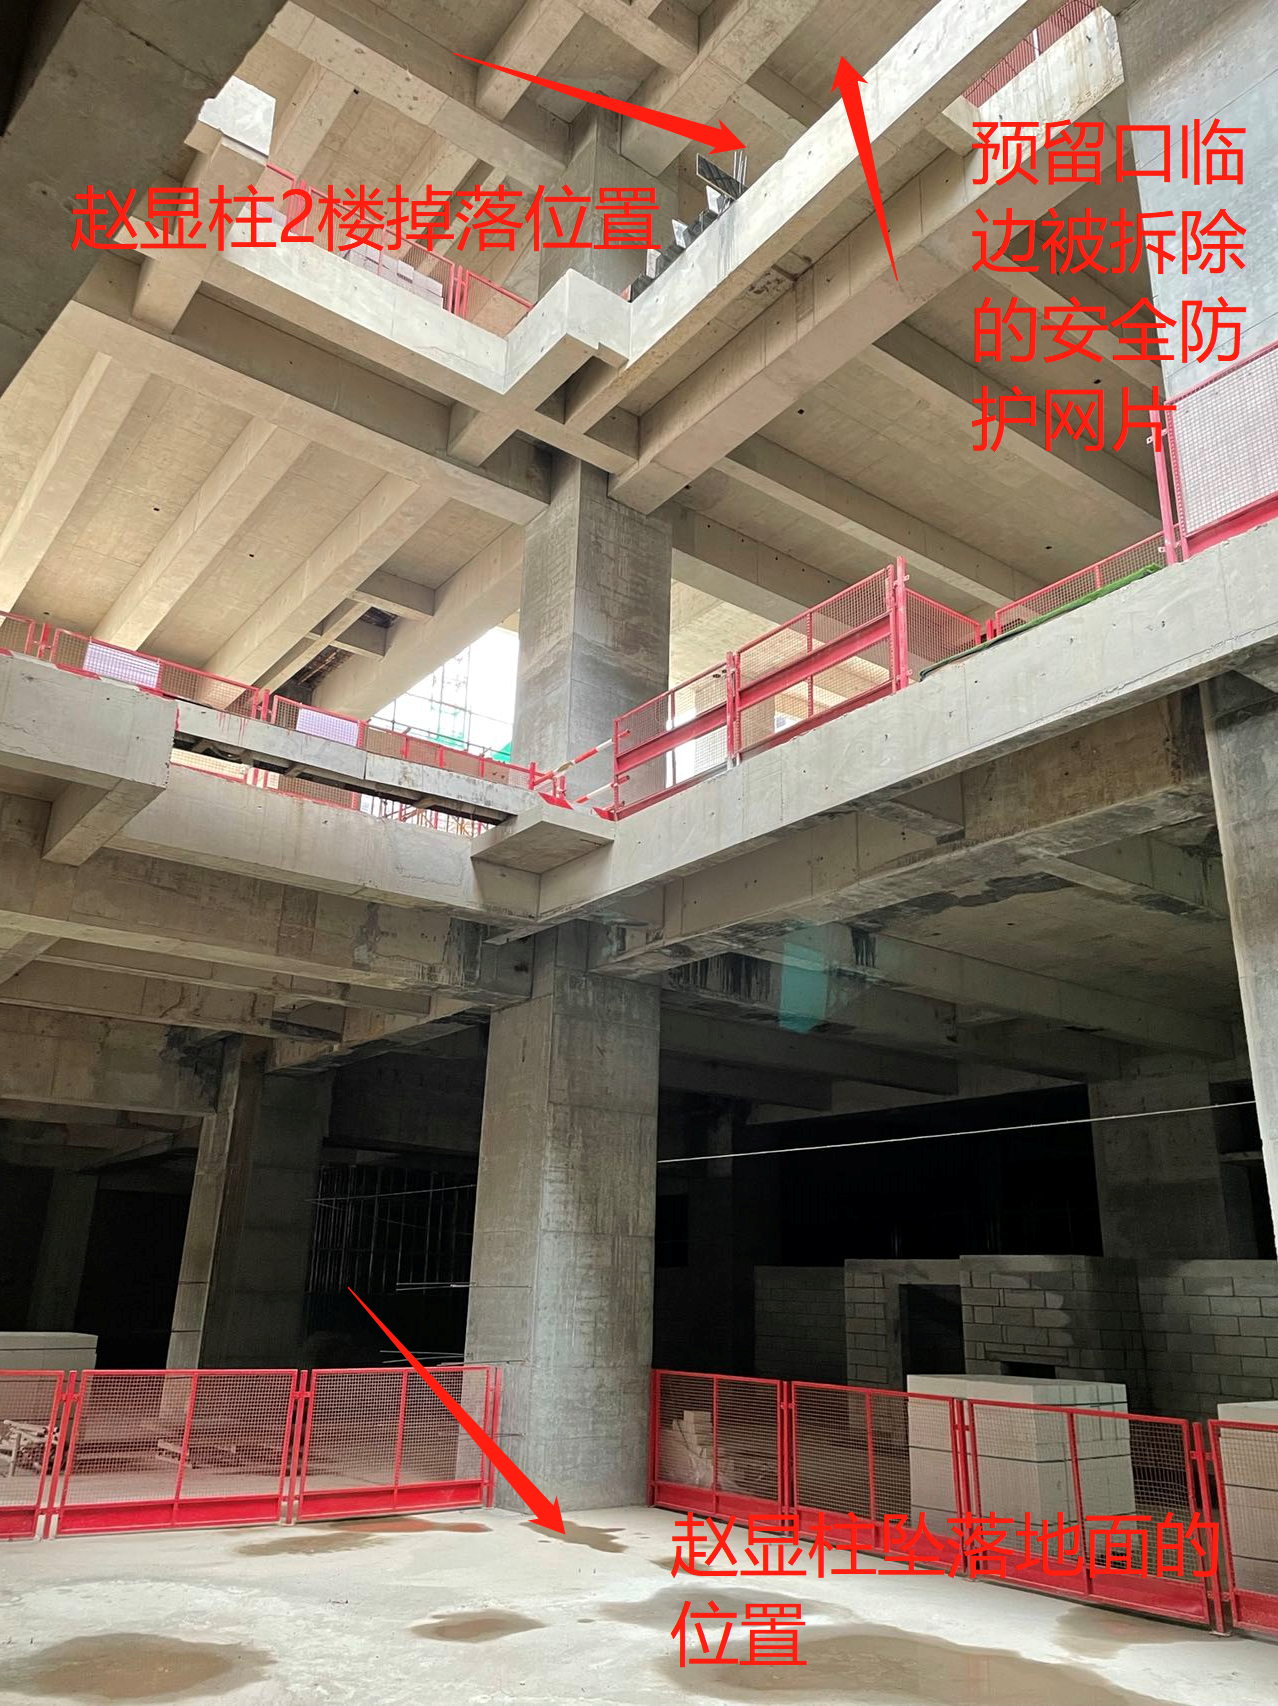 赵显柱2楼掉落位置
预留口临
边被拆除
的安全防
护网片
赵显柱坠落地面的
位置